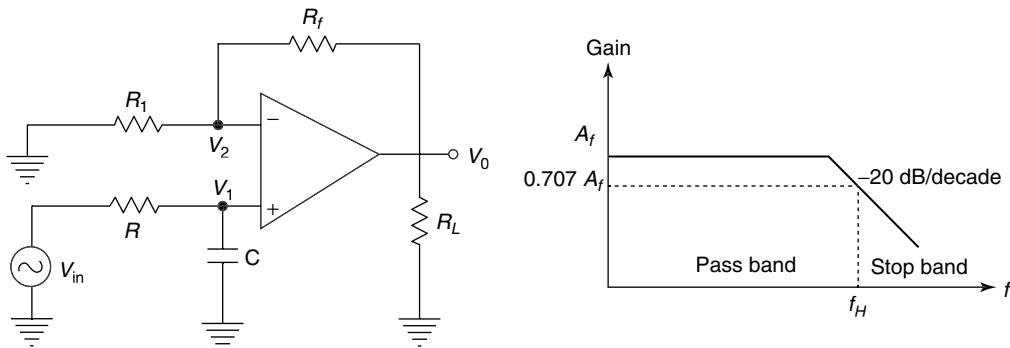 R_f
R_1
−
V_2
V_0
V_1
+
R
R_L
C
V_in
Gain
A_f
0.707 A_f
−20 dB/decade
Pass band
Stop band
f_H
f